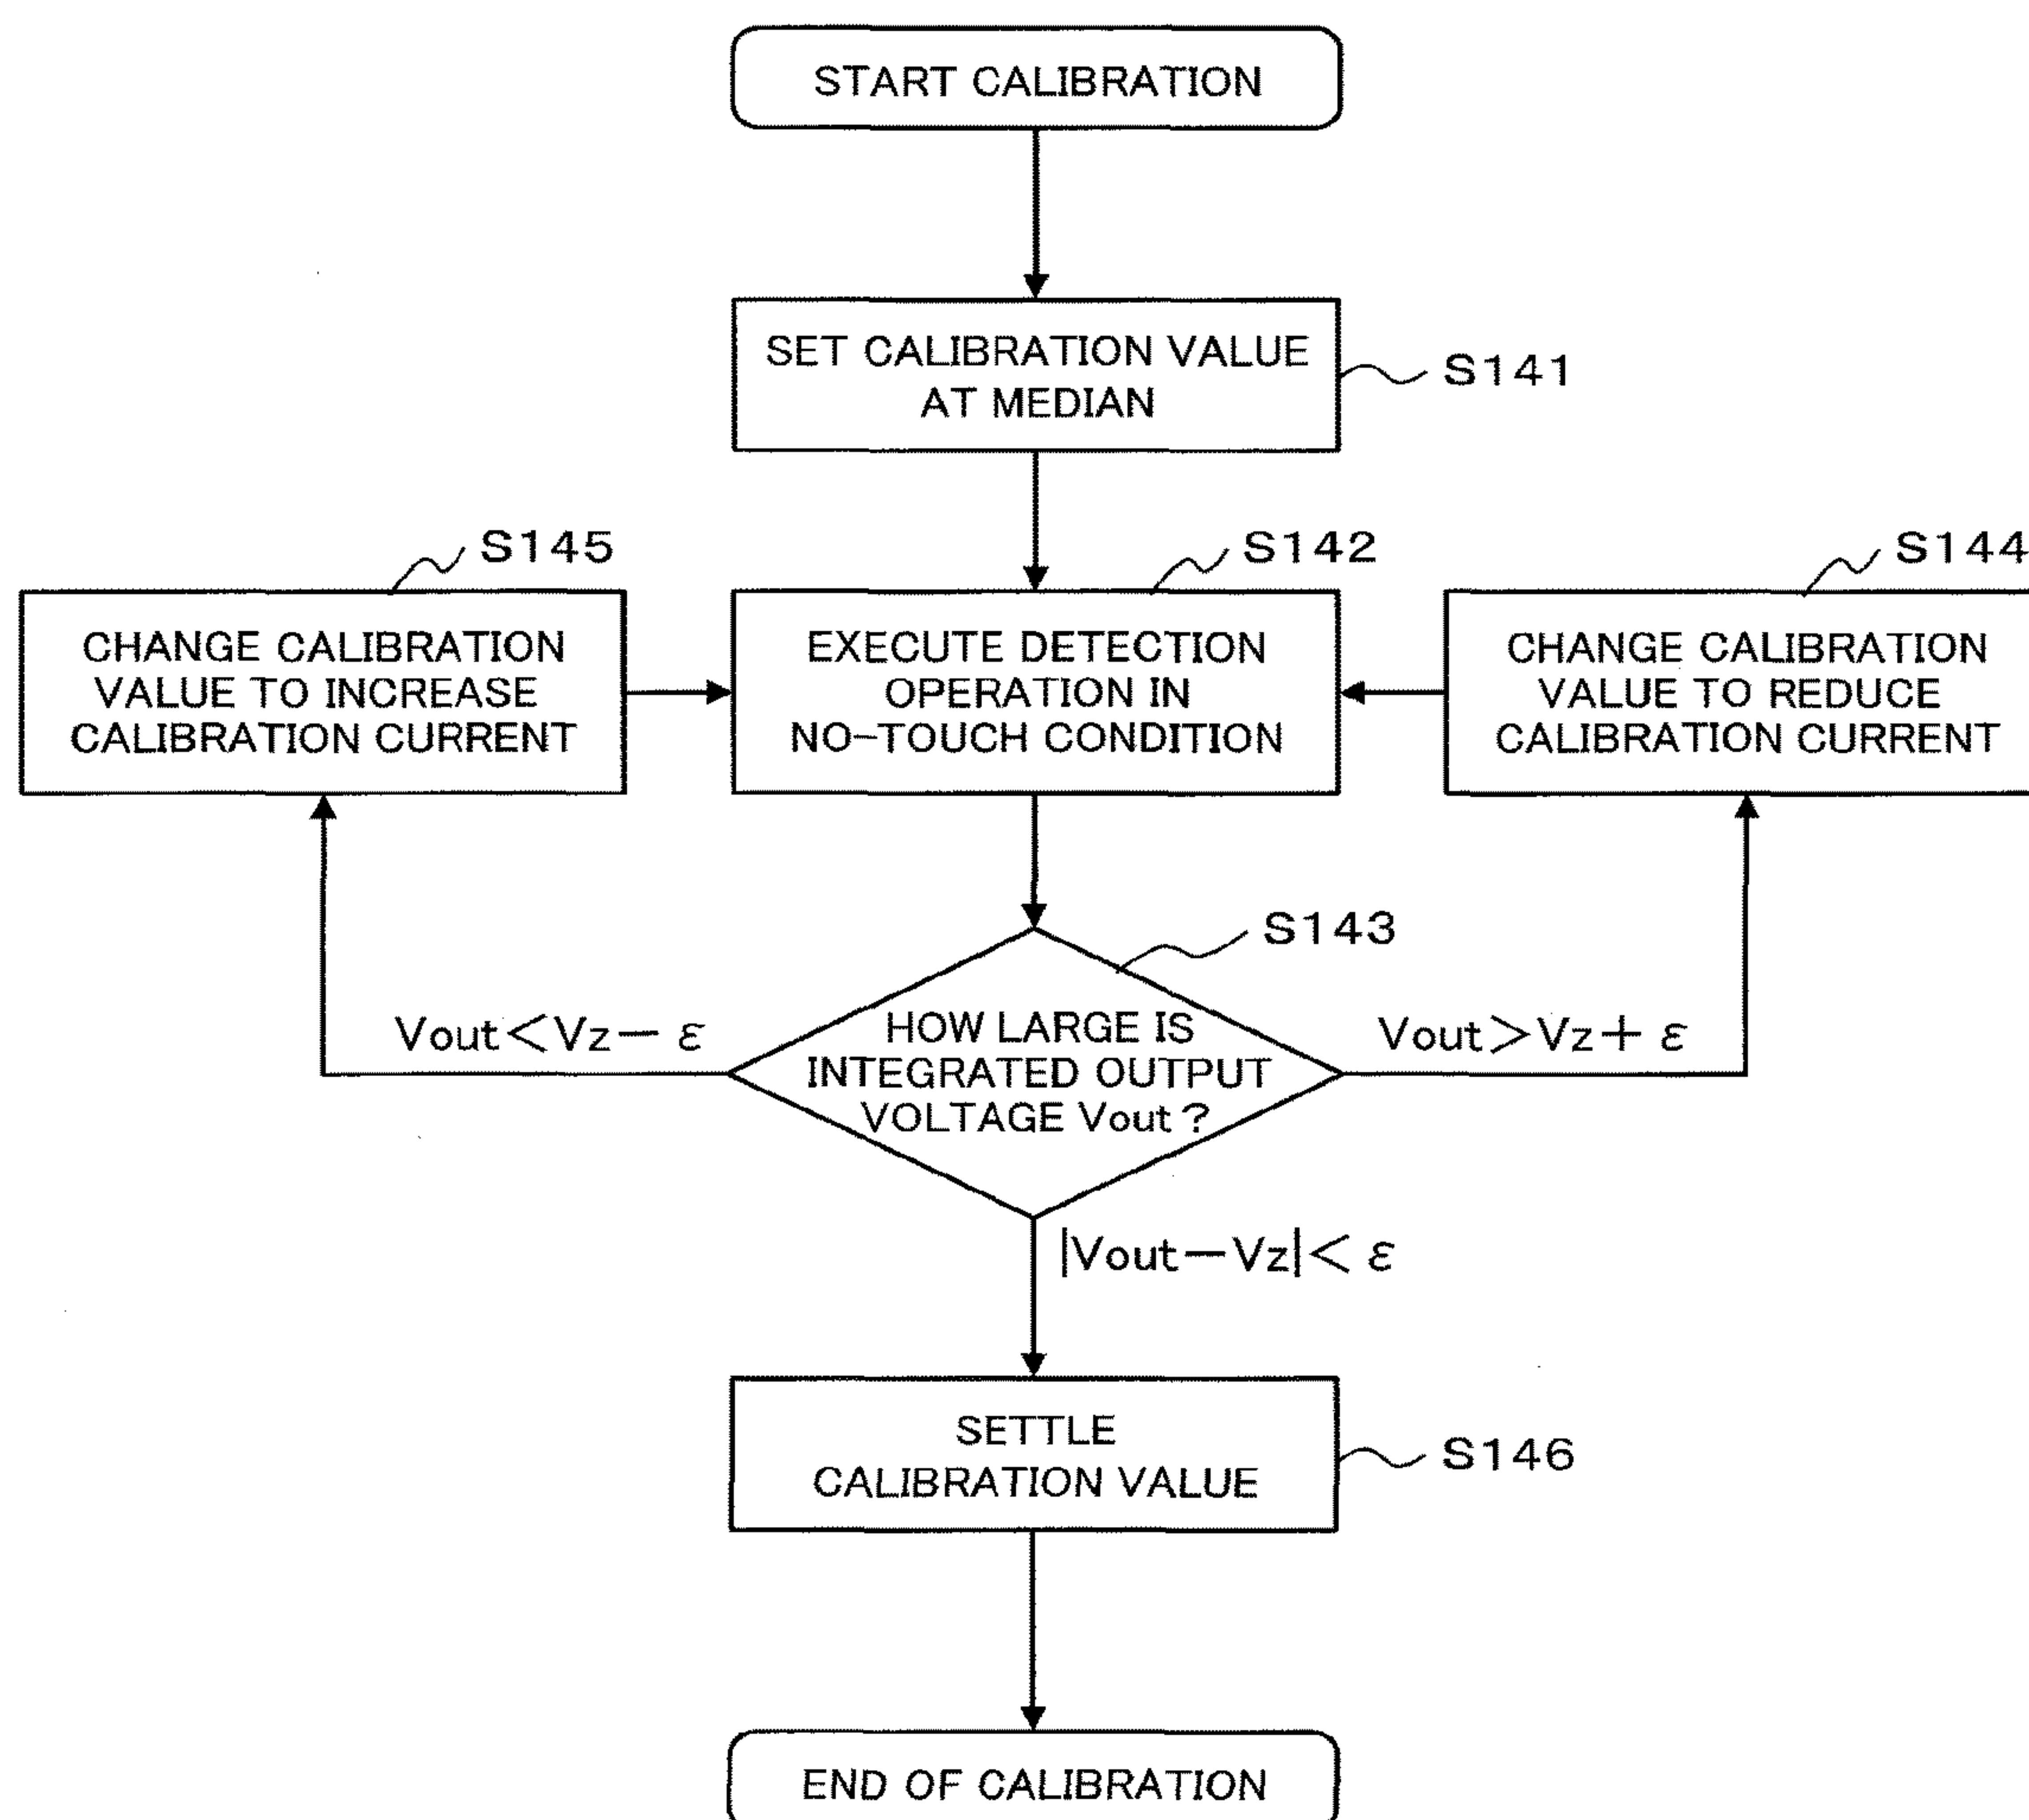 START CALIBRATION
SET CALIBRATION VALUE
AT MEDIAN
S141
S145
CHANGE CALIBRATION
VALUE TO INCREASE
CALIBRATION CURRENT
S142
EXECUTE DETECTION
OPERATION IN
NO-TOUCH CONDITION
S144
CHANGE CALIBRATION
VALUE TO REDUCE
CALIBRATION CURRENT
S143
HOW LARGE IS
INTEGRATED OUTPUT
VOLTAGE Vout?
Vout<Vz-ε
Vout>Vz+ε
|Vout-Vz|<ε
SETTLE
CALIBRATION VALUE
S146
END OF CALIBRATION